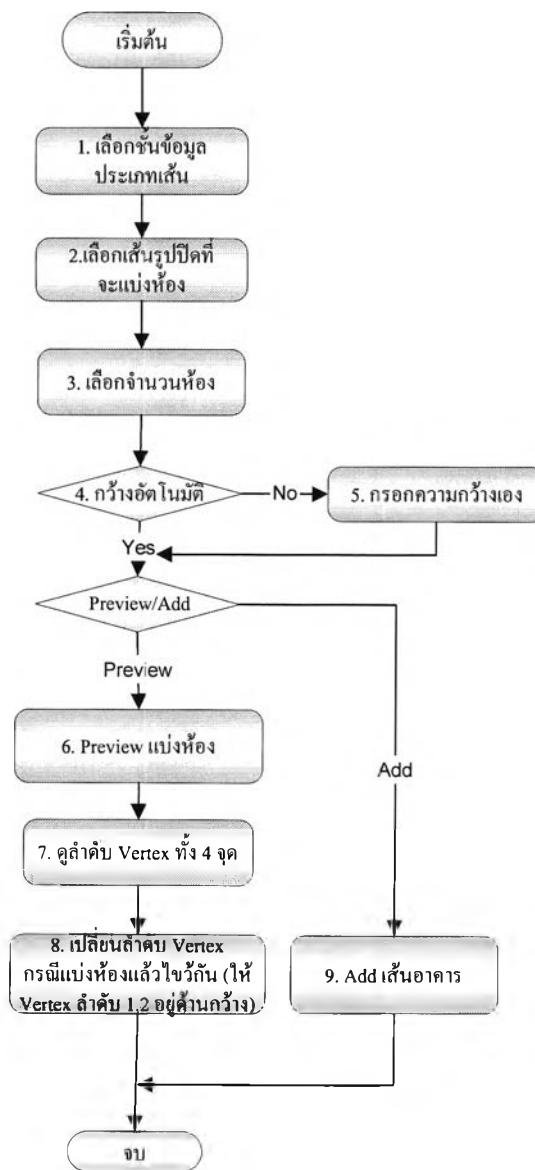 เริ่มต้น
1. เลือกชั้นข้อมูล
ประเภทเส้น
2.เลือกเส้นรูปปิดที่
จะแบ่งห้อง
3. เลือกจำนวนห้อง
4. กว้างอัตโนมัติ
No
5. กรอกความกว้างเอง
Yes
Preview/Add
Preview
Add
6. Preview แบ่งห้อง
7. ดูลำดับ Vertex ทั้ง 4 จุด
8. เปลี่ยนลำดับ Vertex
กรณีแบ่งห้องแล้วไขว้กัน (ให้
Vertex ลำดับ 1,2 อยู่ด้านกว้าง)
9. Add เส้นอาคาร
จบ